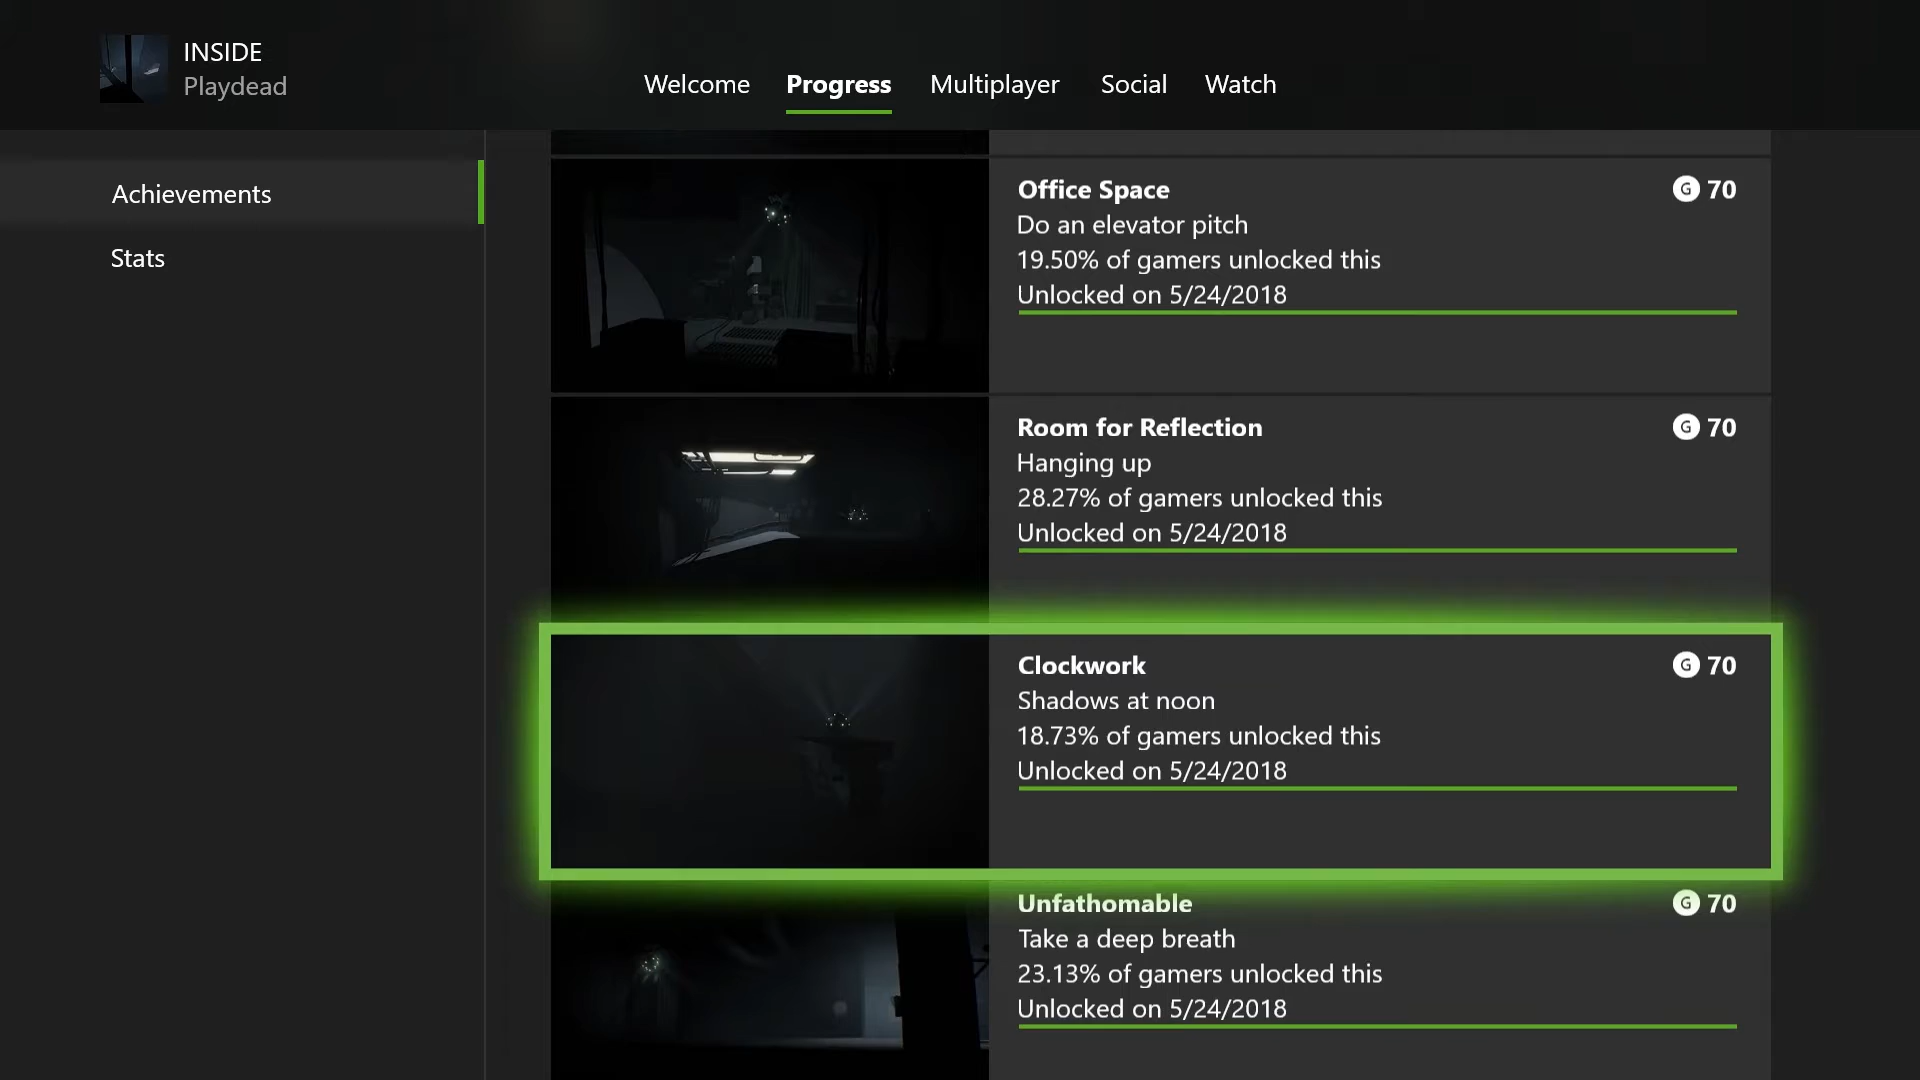 INSIDE
Playdead
Welcome Progress Multiplayer Social Watch
Achievements
Stats
Office Space G 70
Do an elevator pitch
19.50% of gamers unlocked this
Unlocked on 5/24/2018
Room for Reflection G 70
Hanging up
28.27% of gamers unlocked this
Unlocked on 5/24/2018
Clockwork G 70
Shadows at noon
18.73% of gamers unlocked this
Unlocked on 5/24/2018
Unfathomable G 70
Take a deep breath
23.13% of gamers unlocked this
Unlocked on 5/24/2018